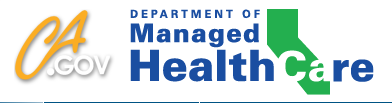 CA
.GOV
DEPARTMENT OF
Managed
HealthCare